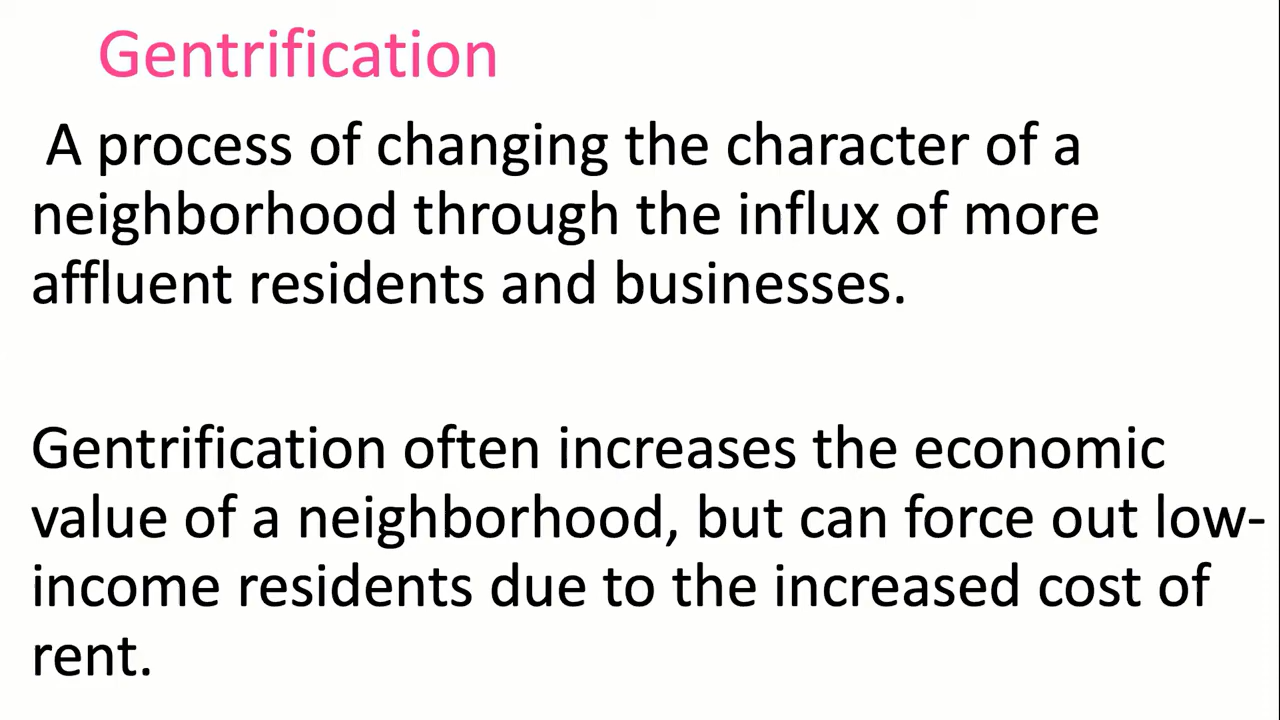 Gentrification
A process of changing the character of a
neighborhood through the influx of more
affluent residents and businesses.
Gentrification often increases the economic
value of a neighborhood, but can force out low-
income residents due to the increased cost of
rent.